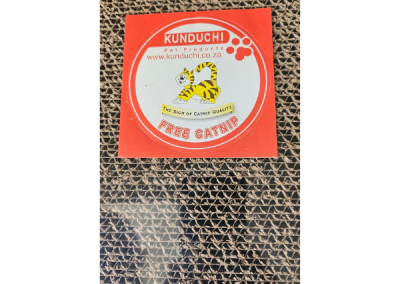 KUNDUCHI
Pet Products
www.kunduchi.co.za
THE SIGN OF CATNIP QUALITY
FREE CATNIP